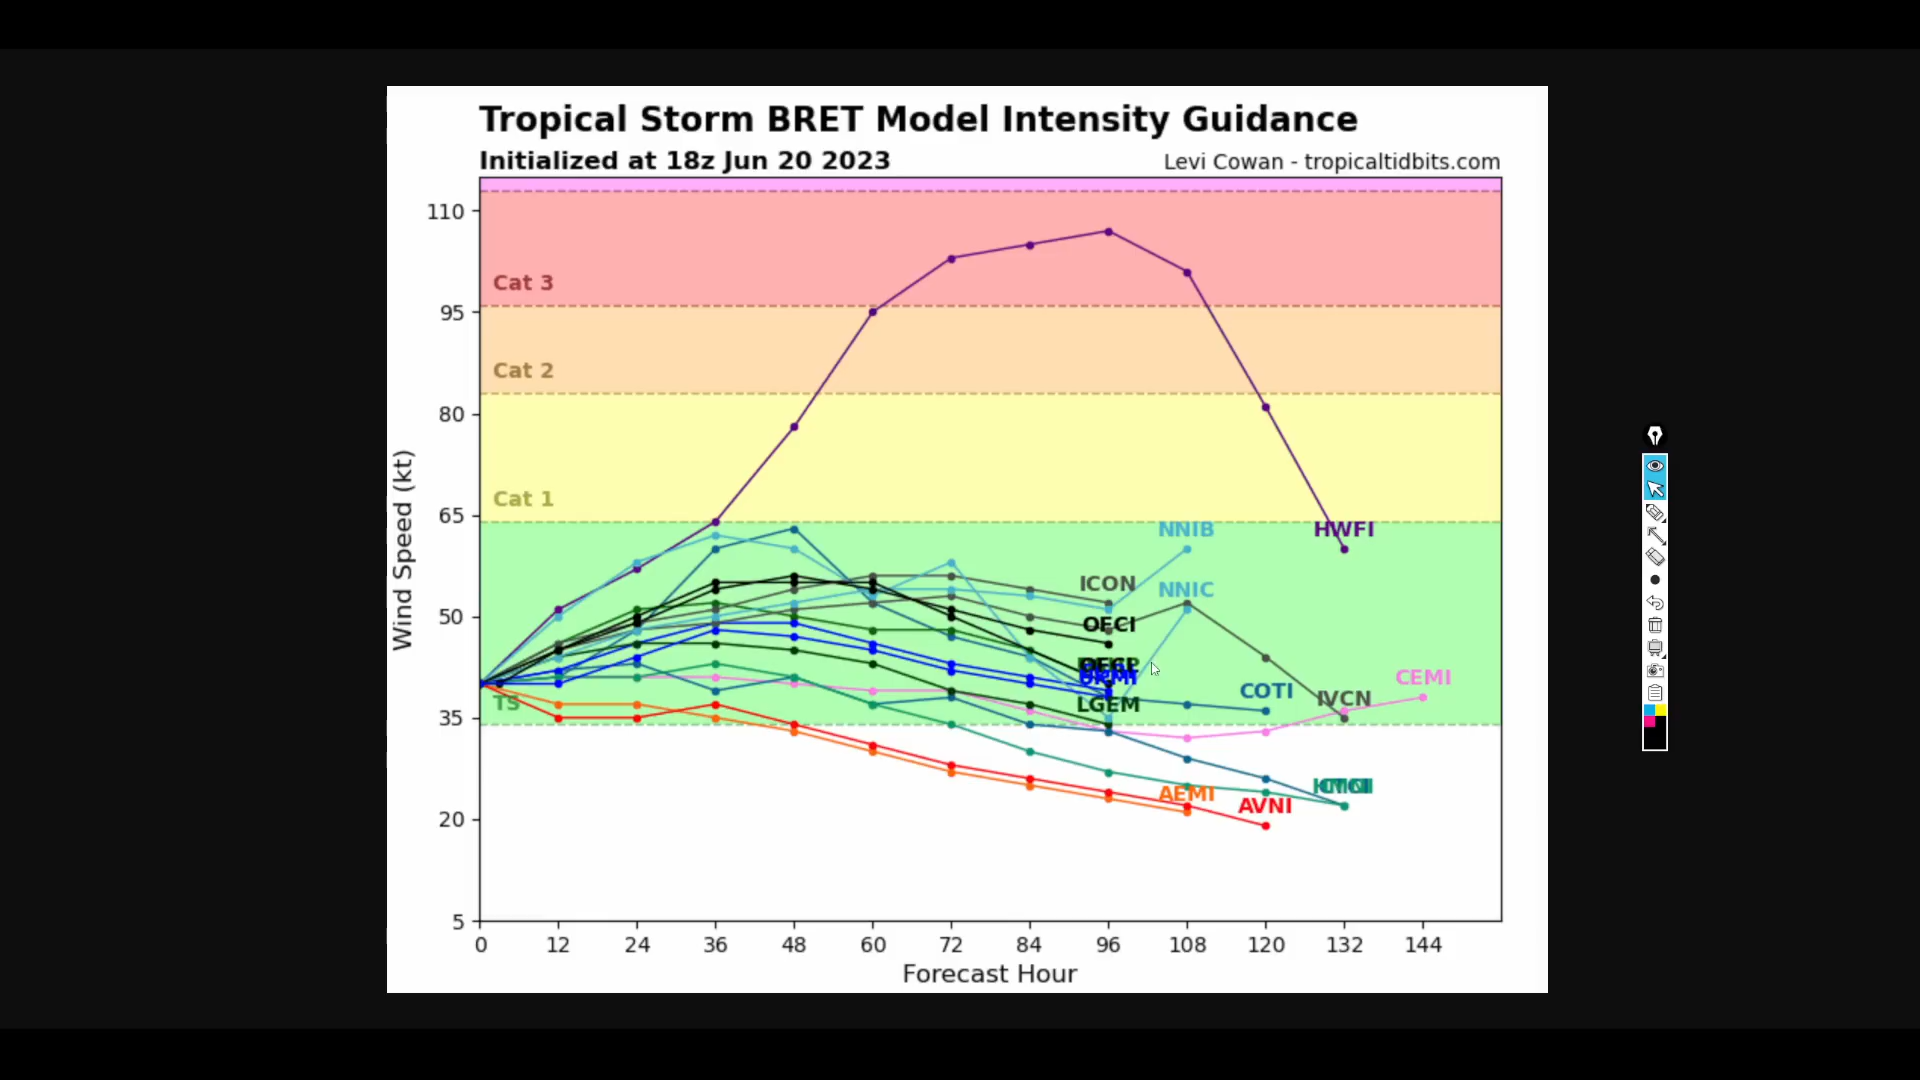 Tropical Storm BRET Model Intensity Guidance
Initialized at 18z Jun 20 2023
Levi Cowan - tropicaltidbits.com
110
Cat 3
95
Cat 2
80
Cat 1
65
NNIB
HWFI
ICON
NNIC
50
OFCI
OFCL
CEMI
COTI
IVCN
TS
LGEM
35
AEMI
AVNI
20
5
0 12 24 36 48 60 72 84 96 108 120 132 144
Forecast Hour
Wind Speed (kt)